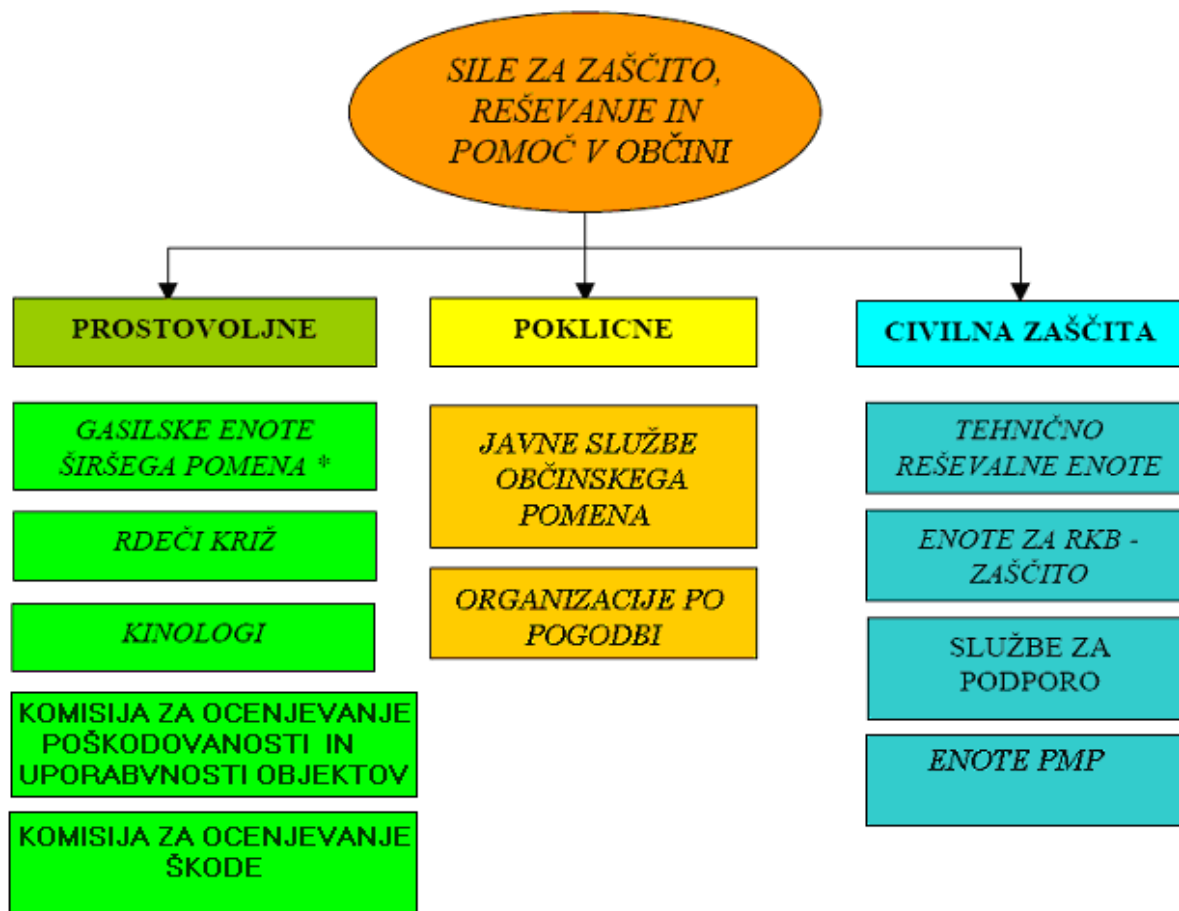 SILE ZA ZAŠČITO,
REŠEVANJE IN
POMOČ V OBČINI
PROSTOVOLJNE
GASILSKE ENOTE
ŠIRŠEGA POMENA *
RDEČI KRIŽ
KINOLOGI
KOMISIJA ZA OCENJEVANJE
POŠKODOVANOSTI IN
UPORABVNOSTI OBJEKTOV
KOMISIJA ZA OCENJEVANJE
ŠKODE
POKLICNE
JAVNE SLUŽBE
OBČINSKEGA
POMENA
ORGANIZACIJE PO
POGODBI
CIVILNA ZAŠČITA
TEHNIČNO
REŠEVALNE ENOTE
ENOTE ZA RKB -
ZAŠČITO
SLUŽBE ZA
PODPORO
ENOTE PMP